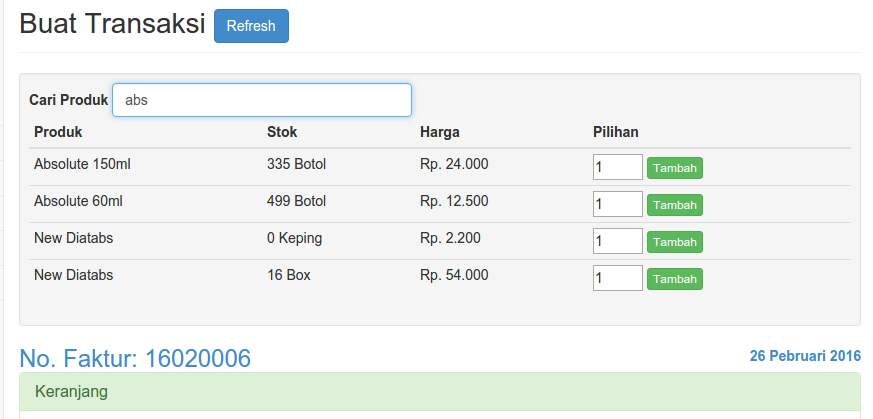 Buat Transaksi Refresh
Cari Produk abs
Produk Stok Harga Pilihan
Absolute 150ml 335 Botol Rp. 24.000 1 Tambah
Absolute 60ml 499 Botol Rp. 12.500 1 Tambah
New Diatabs 0 Keping Rp. 2.200 1 Tambah
New Diatabs 16 Box Rp. 54.000 1 Tambah
No. Faktur: 16020006 26 Pebruari 2016
Keranjang